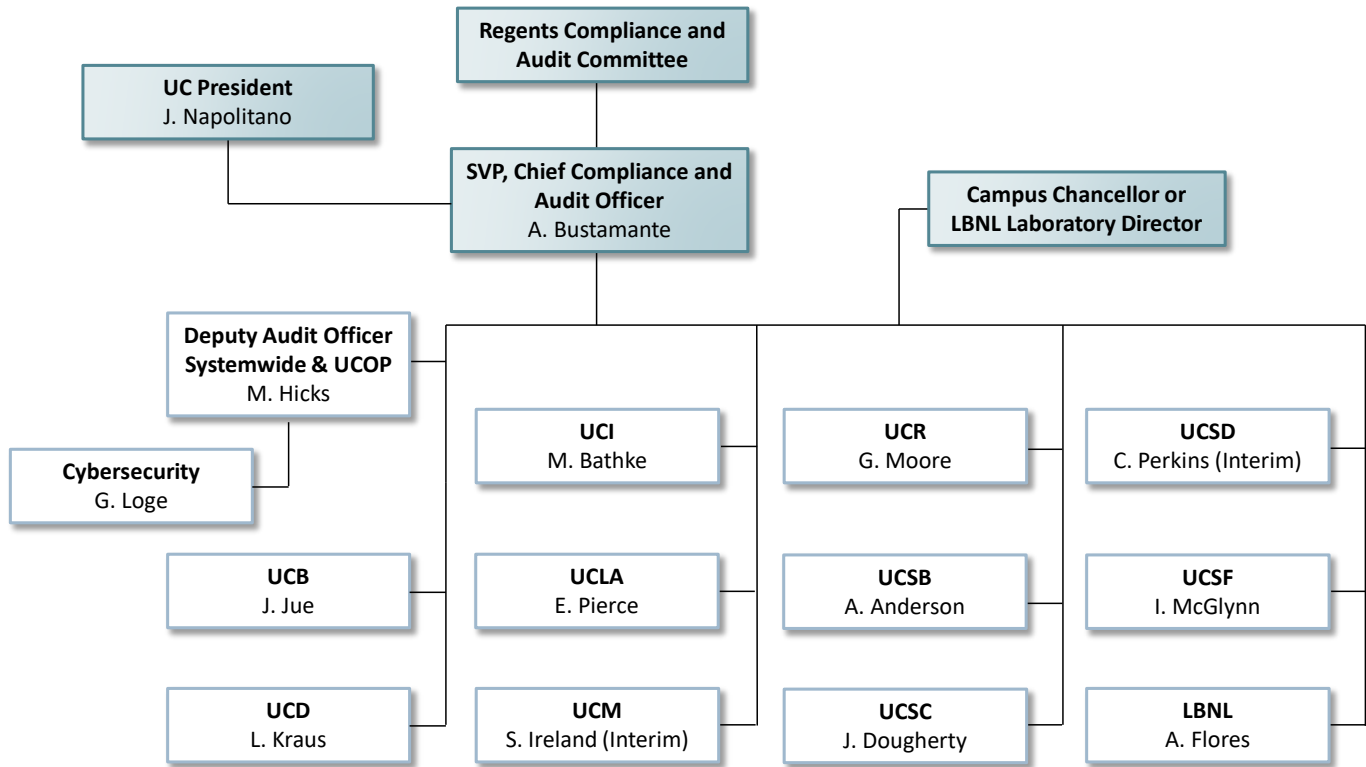 Regents Compliance and
Audit Committee
UC President
J. Napolitano
SVP, Chief Compliance and
Audit Officer
A. Bustamante
Campus Chancellor or
LBNL Laboratory Director
Deputy Audit Officer
Systemwide & UCOP
M. Hicks
Cybersecurity
G. Loge
UCI
M. Bathke
UCR
G. Moore
UCSD
C. Perkins (Interim)
UCB
J. Jue
UCLA
E. Pierce
UCSB
A. Anderson
UCSF
I. McGlynn
UCD
L. Kraus
UCM
S. Ireland (Interim)
UCSC
J. Dougherty
LBNL
A. Flores